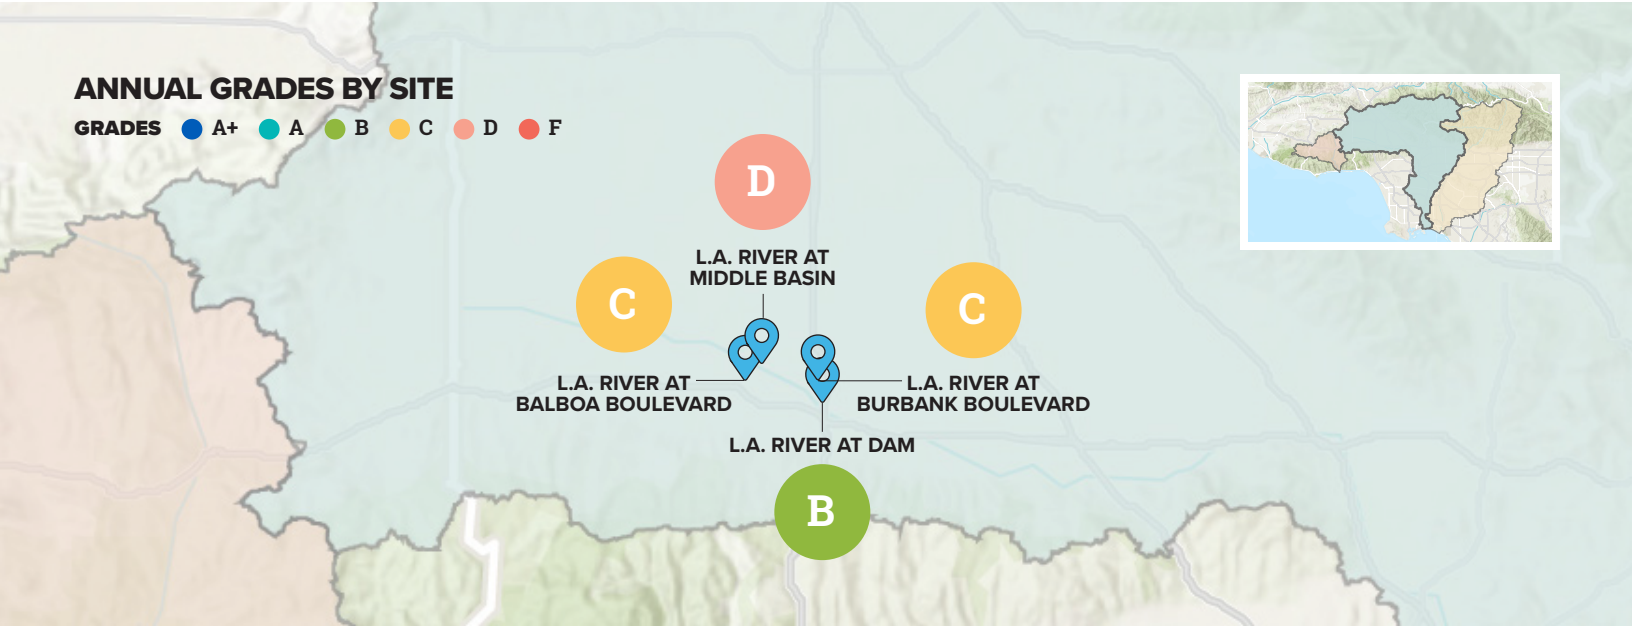 ANNUAL GRADES BY SITE
GRADES A+ A B C D F
D
L.A. RIVER AT
MIDDLE BASIN
C
L.A. RIVER AT
BALBOA BOULEVARD
C
L.A. RIVER AT
BURBANK BOULEVARD
L.A. RIVER AT DAM
B